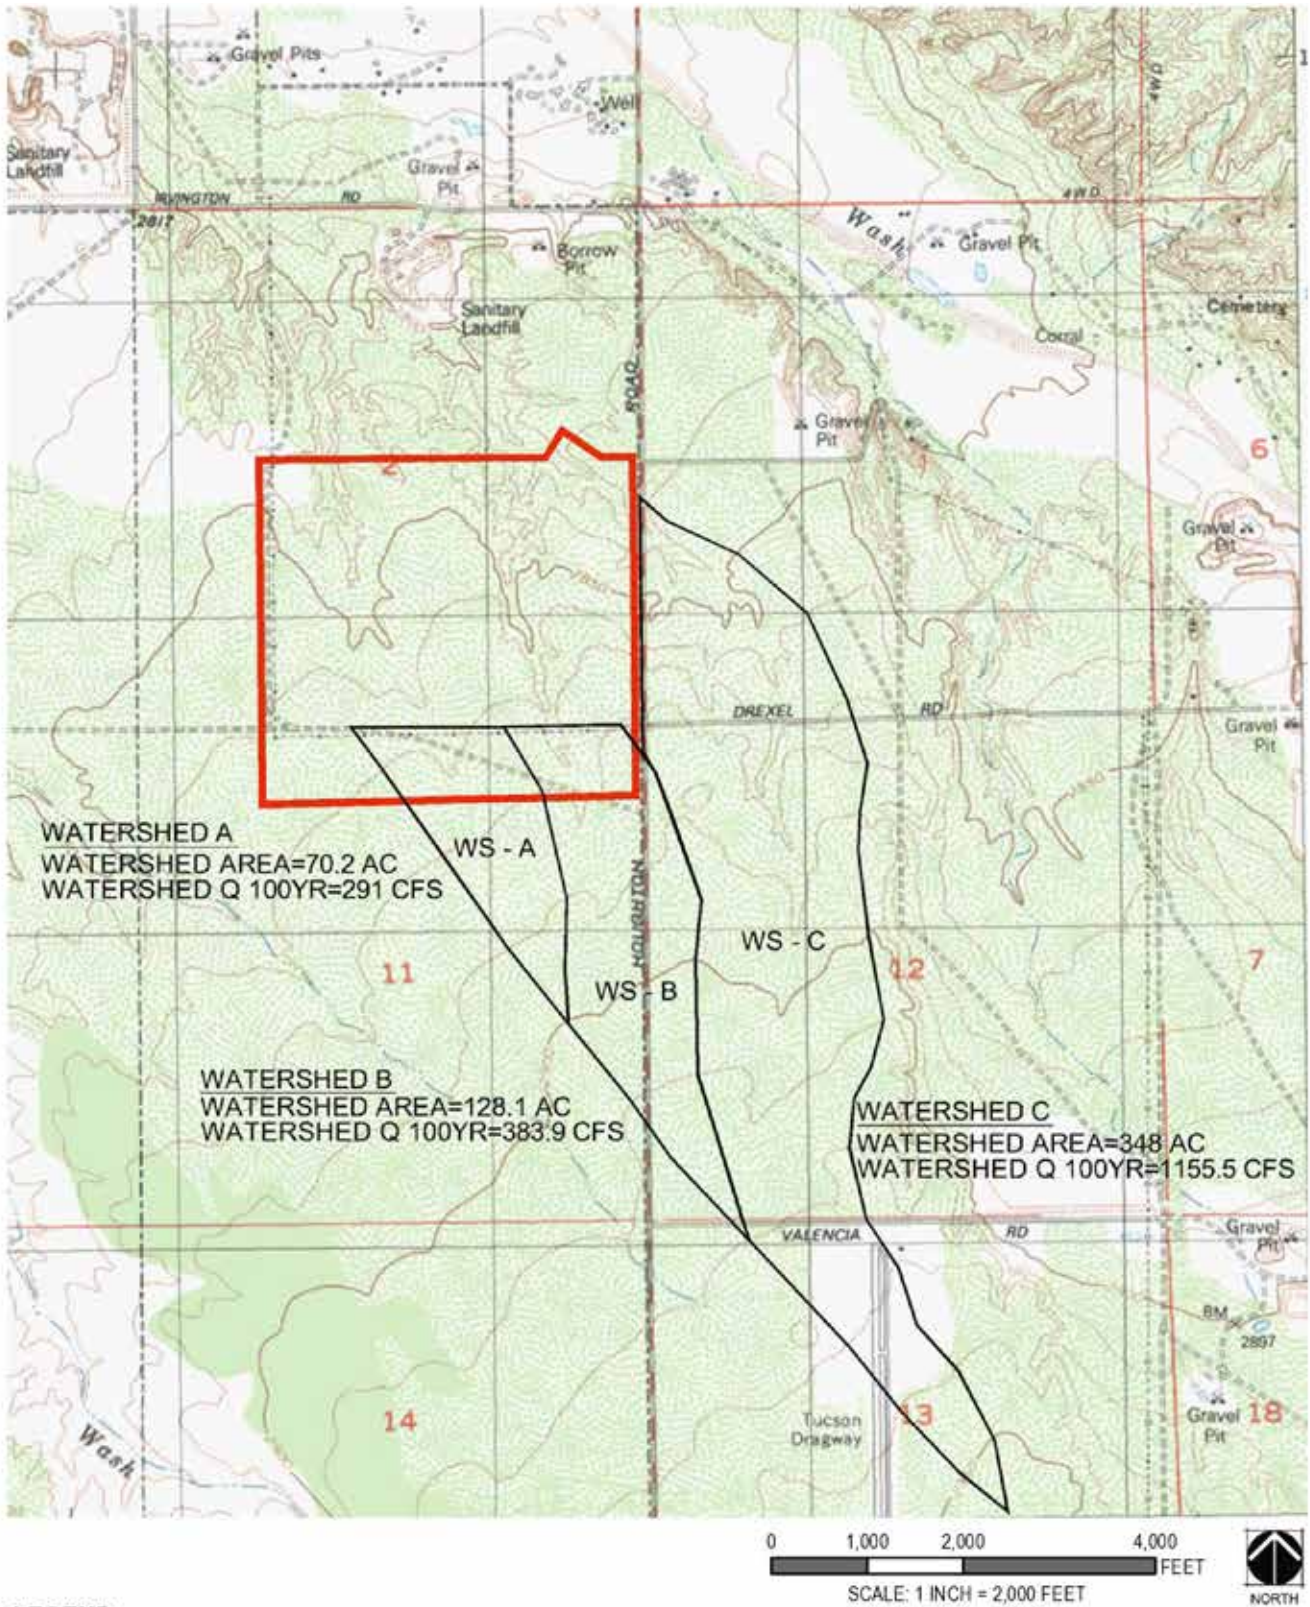 Gravel Pits
Well
4WD
Sanitary
Landfill
Gravel
Pit
IRVINGTON RD
2817
4WD
Wash
Gravel Pit
Borrow
Pit
Sanitary
Landfill
Cemetery
Corral
ROAD
Gravel
Pit
2
1
6
Gravel
Pit
DREXEL RD
Gravel
Pit
WATERSHED A
WATERSHED AREA=70.2 AC
WATERSHED Q 100YR=291 CFS
WS - A
HOUGHTON
WS - C
11
12
7
WS - B
WATERSHED B
WATERSHED AREA=128.1 AC
WATERSHED Q 100YR=383.9 CFS
WATERSHED C
WATERSHED AREA=348 AC
WATERSHED Q 100YR=1155.5 CFS
VALENCIA RD
Gravel
Pit
BM
2897
14
Tucson
Dragway
13
Gravel
Pit
18
Wash
0 1,000 2,000 4,000
FEET
SCALE: 1 INCH = 2,000 FEET
NORTH